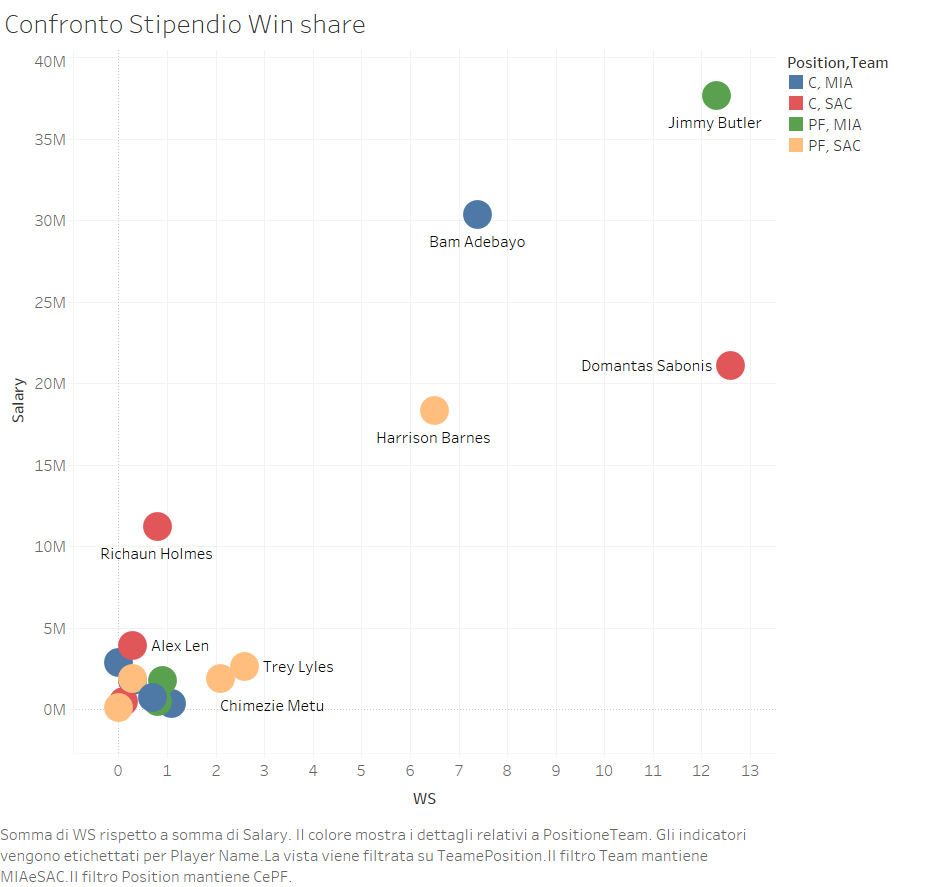 Confronto Stipendio Win share
40M
35M
30M
25M
20M
15M
10M
5M
0M
Salary
Jimmy Butler
Bam Adebayo
Domantas Sabonis
Harrison Barnes
Richaun Holmes
Alex Len
Trey Lyles
Chimezie Metu
0 1 2 3 4 5 6 7 8 9 10 11 12 13
WS
Position,Team
C, MIA
C, SAC
PF, MIA
PF, SAC
Somma di WS rispetto a somma di Salary. Il colore mostra i dettagli relativi a PositioneTeam. Gli indicatori
vengono etichettati per Player Name.La vista viene filtrata su TeamePosition.Il filtro Team mantiene
MIAeSAC.Il filtro Position mantiene CePF.